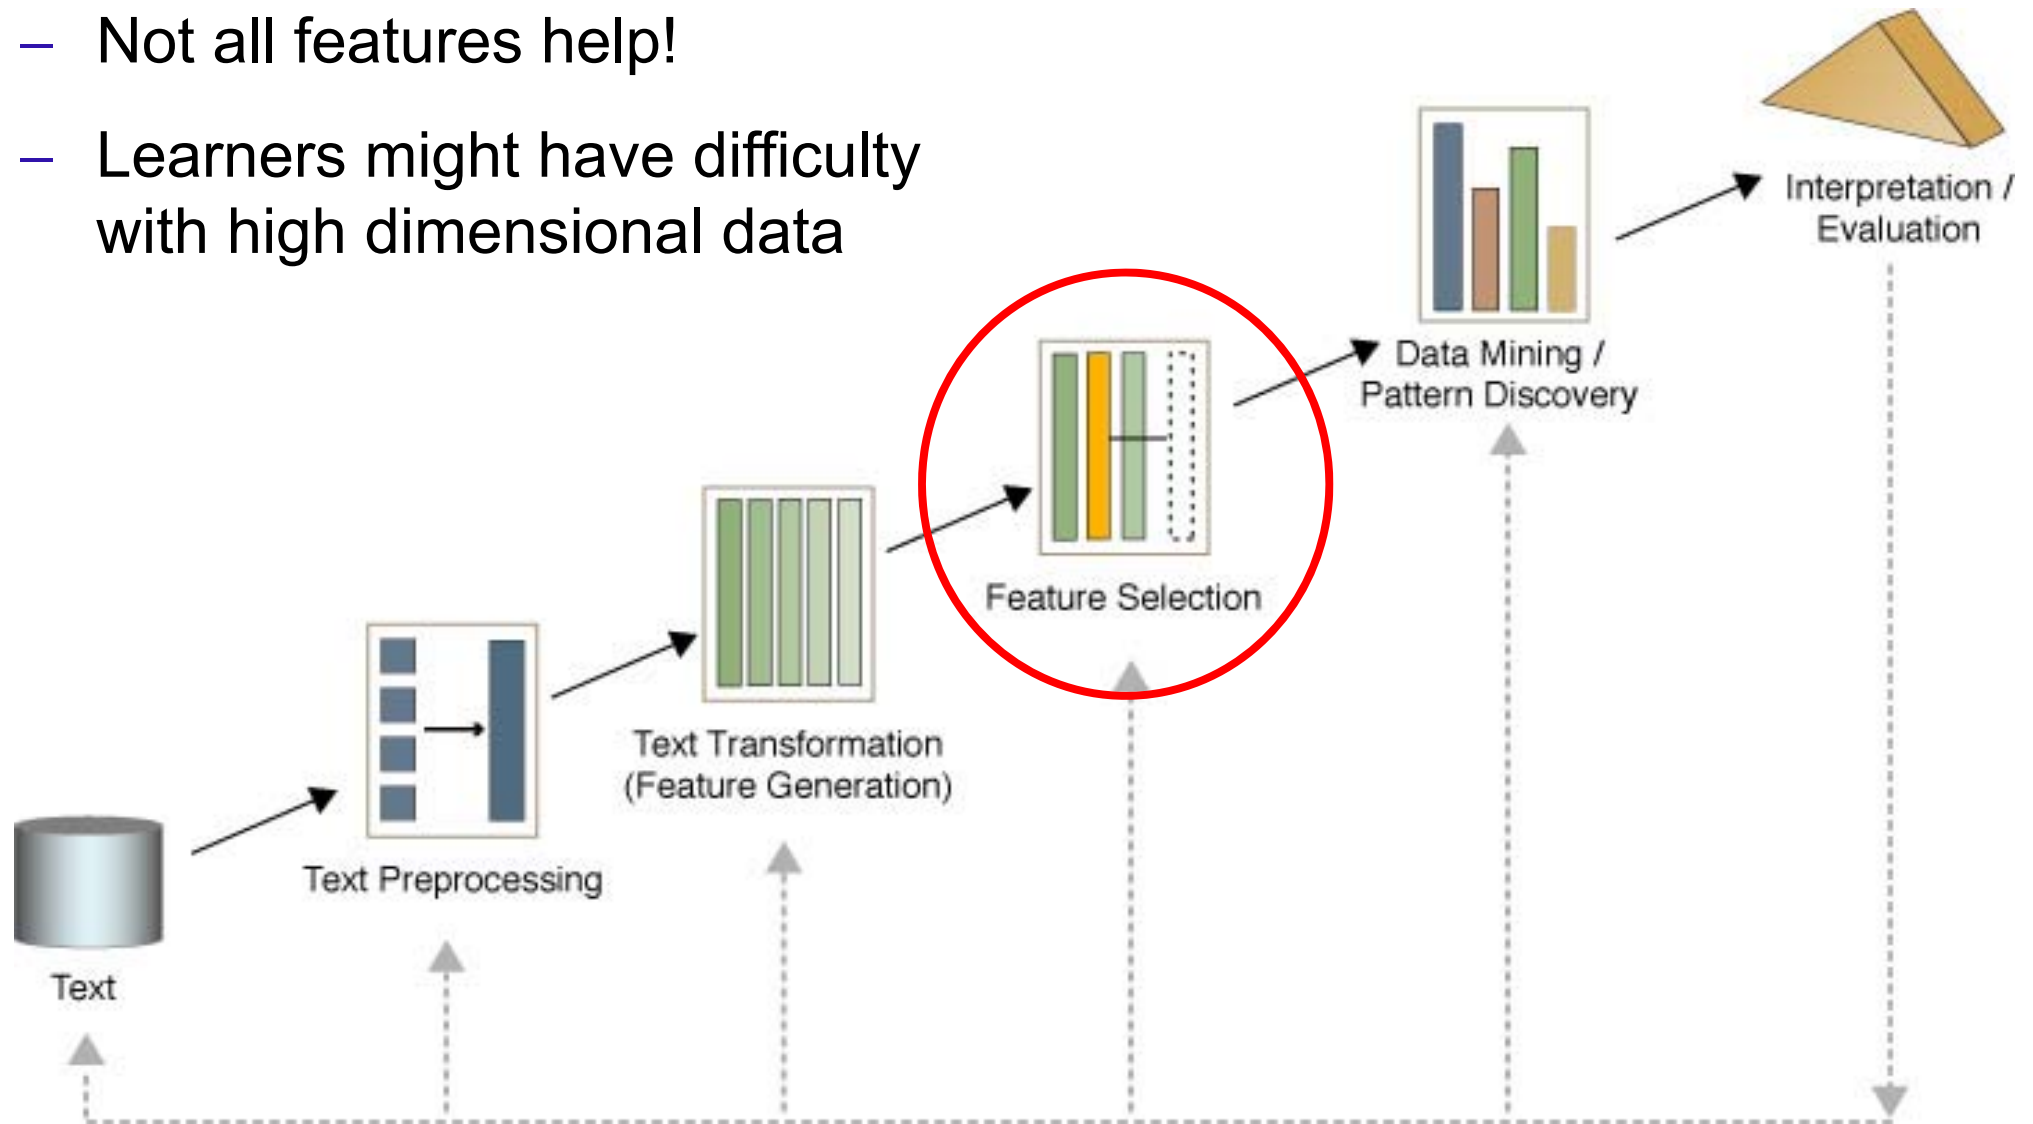 – Not all features help!
– Learners might have difficulty
with high dimensional data
Interpretation /
Evaluation
Data Mining /
Pattern Discovery
Feature Selection
Text Transformation
(Feature Generation)
Text Preprocessing
Text